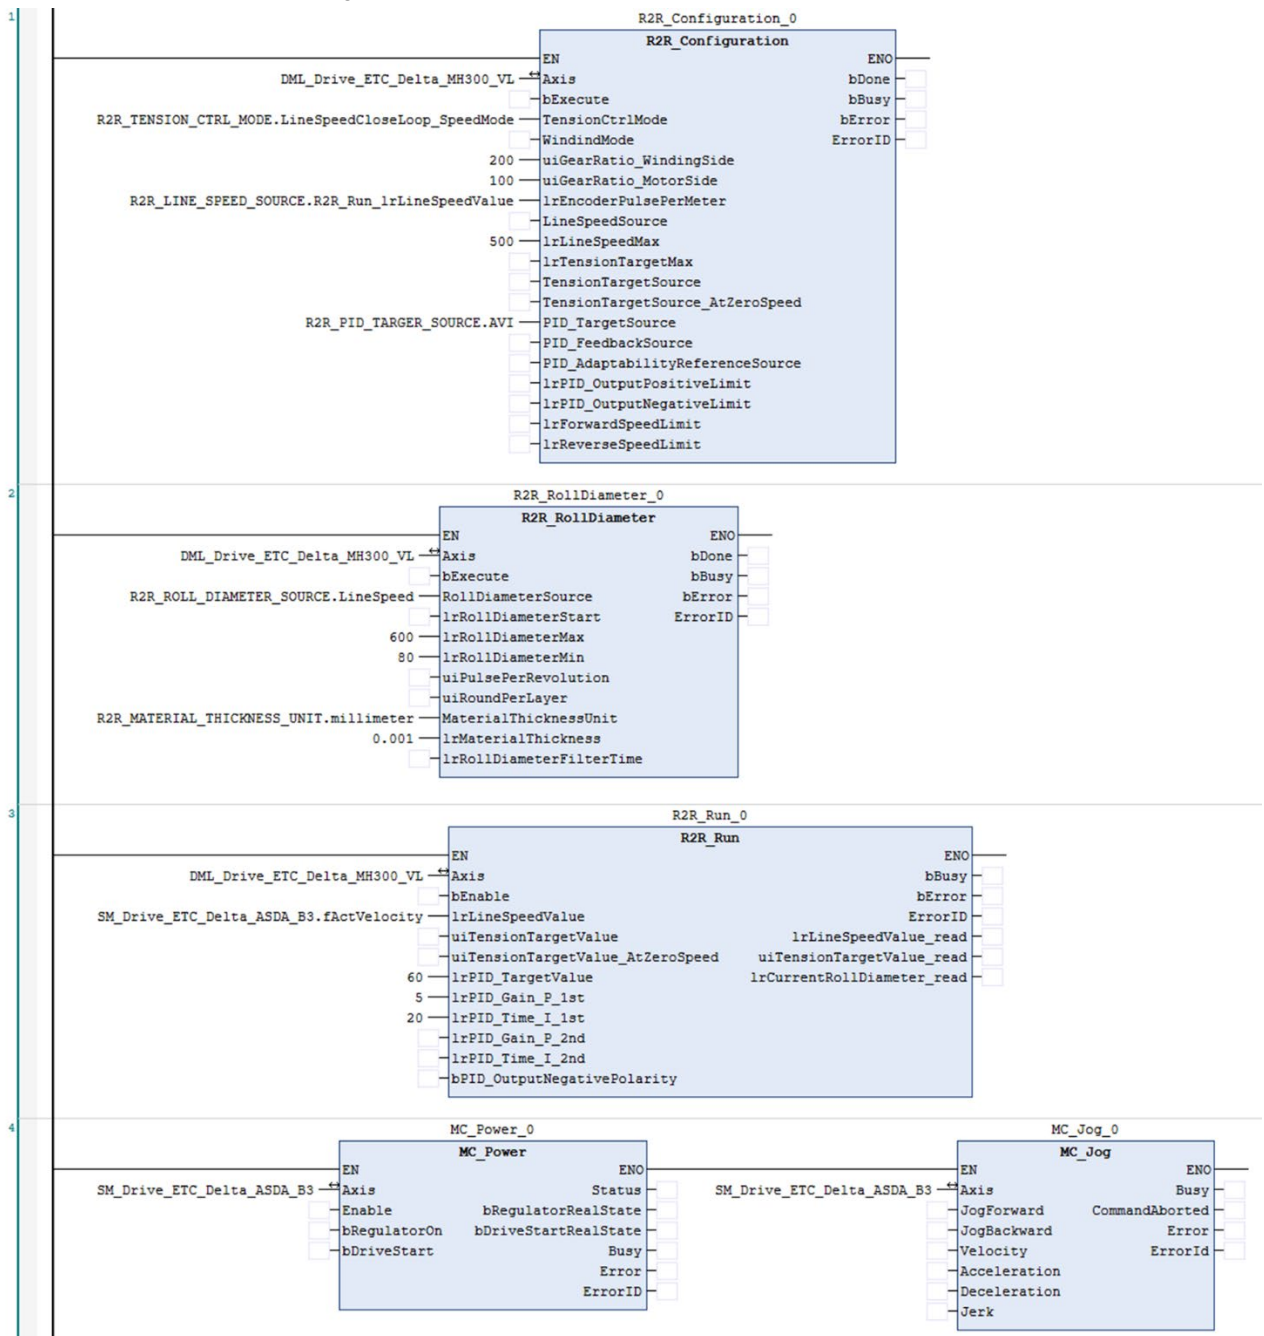 1
R2R_Configuration_0
R2R_Configuration
EN ENO
DML_Drive_ETC_Delta_MH300_VL Axis bDone
bExecute bBusy
R2R_TENSION_CTRL_MODE.LineSpeedCloseLoop_SpeedMode TensionCtrlMode bError
WindindMode ErrorID
200 uiGearRatio_WindingSide
100 uiGearRatio_MotorSide
R2R_LINE_SPEED_SOURCE.R2R_Run_lrLineSpeedValue lrEncoderPulsePerMeter
LineSpeedSource
500 lrLineSpeedMax
lrTensionTargetMax
TensionTargetSource
TensionTargetSource_AtZeroSpeed
R2R_PID_TARGER_SOURCE.AVI PID_TargetSource
PID_FeedbackSource
PID_AdaptabilityReferenceSource
lrPID_OutputPositiveLimit
lrPID_OutputNegativeLimit
lrForwardSpeedLimit
lrReverseSpeedLimit
2
R2R_RollDiameter_0
R2R_RollDiameter
EN ENO
DML_Drive_ETC_Delta_MH300_VL Axis bDone
bExecute bBusy
R2R_ROLL_DIAMETER_SOURCE.LineSpeed RollDiameterSource bError
lrRollDiameterStart ErrorID
600 lrRollDiameterMax
80 lrRollDiameterMin
uiPulsePerRevolution
uiRoundPerLayer
R2R_MATERIAL_THICKNESS_UNIT.millimeter MaterialThicknessUnit
0.001 lrMaterialThickness
lrRollDiameterFilterTime
3
R2R_Run_0
R2R_Run
EN ENO
DML_Drive_ETC_Delta_MH300_VL Axis bBusy
bEnable bError
SM_Drive_ETC_Delta_ASDA_B3.fActVelocity lrLineSpeedValue ErrorID
uiTensionTargetValue lrLineSpeedValue_read
uiTensionTargetValue_AtZeroSpeed uiTensionTargetValue_read
60 lrPID_TargetValue lrCurrentRollDiameter_read
5 lrPID_Gain_P_1st
20 lrPID_Time_I_1st
lrPID_Gain_P_2nd
lrPID_Time_I_2nd
bPID_OutputNegativePolarity
4
MC_Power_0 MC_Jog_0
MC_Power MC_Jog
EN ENO EN ENO
SM_Drive_ETC_Delta_ASDA_B3 Axis Status SM_Drive_ETC_Delta_ASDA_B3 Axis Busy
Enable bRegulatorRealState JogForward CommandAborted
bRegulatorOn bDriveStartRealState JogBackward Error
bDriveStart Busy Velocity ErrorId
Error Acceleration
ErrorID Deceleration
Jerk